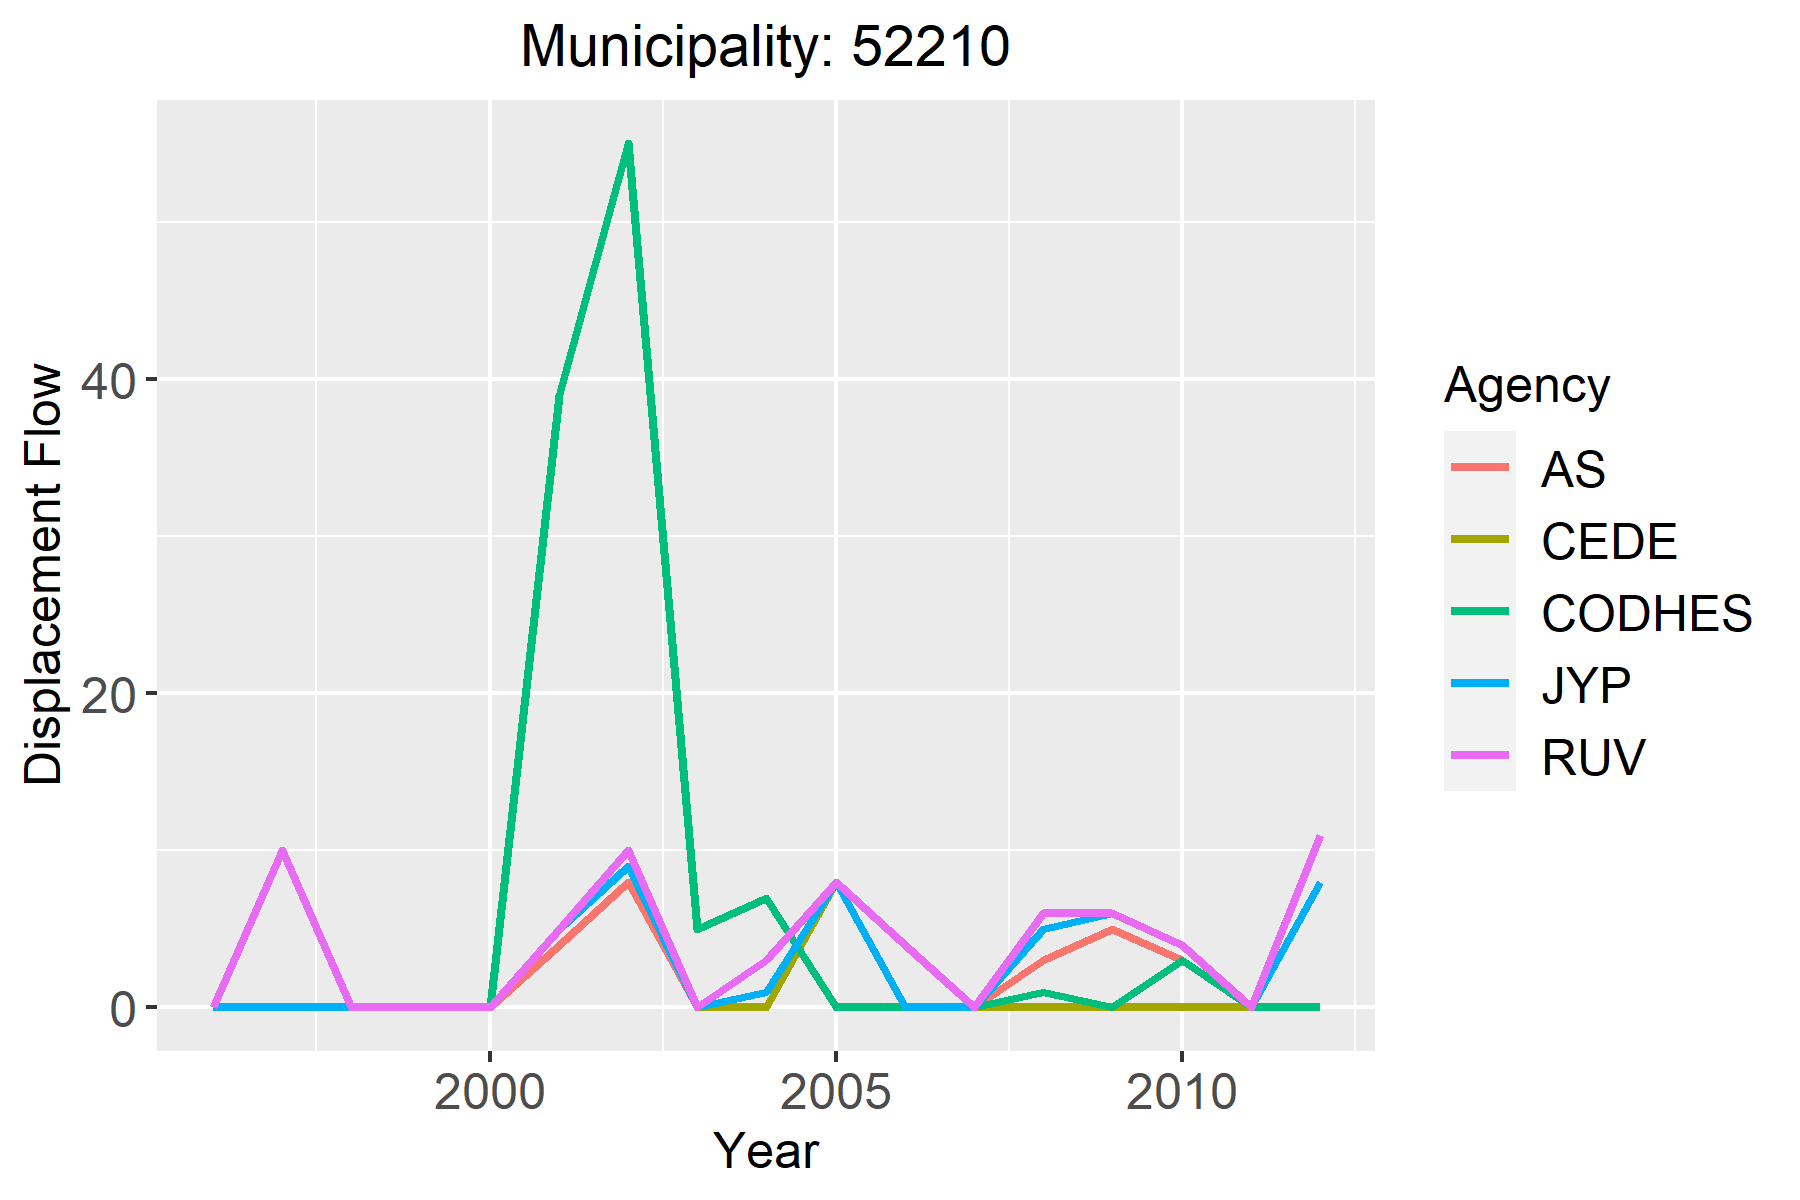 Municipality: 52210
Displacement Flow
40
20
0
2000 2005 2010
Year
Agency
AS
CEDE
CODHES
JYP
RUV